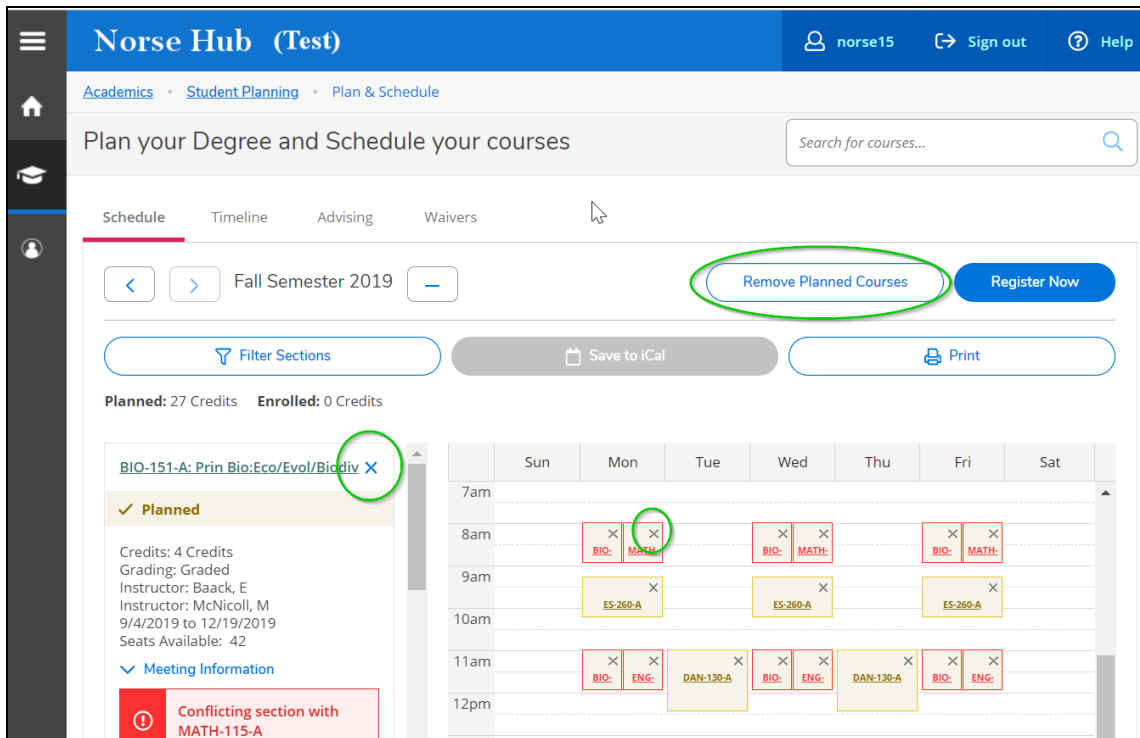 Norse Hub (Test)
norse15
Sign out
Help
Academics · Student Planning · Plan & Schedule
Plan your Degree and Schedule your courses
Search for courses...
Schedule
Timeline
Advising
Waivers
Fall Semester 2019
Remove Planned Courses
Register Now
Filter Sections
Save to iCal
Print
Planned: 27 Credits Enrolled: 0 Credits
BIO-151-A: Prin Bio:Eco/Evol/Biodiv
Planned
Credits: 4 Credits
Grading: Graded
Instructor: Baack, E
Instructor: McNicoll, M
9/4/2019 to 12/19/2019
Seats Available: 42
Meeting Information
Conflicting section with
MATH-115-A
Sun Mon Tue Wed Thu Fri Sat
7am
8am
BIO- MATH- BIO- MATH- BIO- MATH-
9am
ES-260-A ES-260-A ES-260-A
10am
11am
BIO- ENG- DAN-130-A BIO- ENG- DAN-130-A BIO- ENG-
12pm